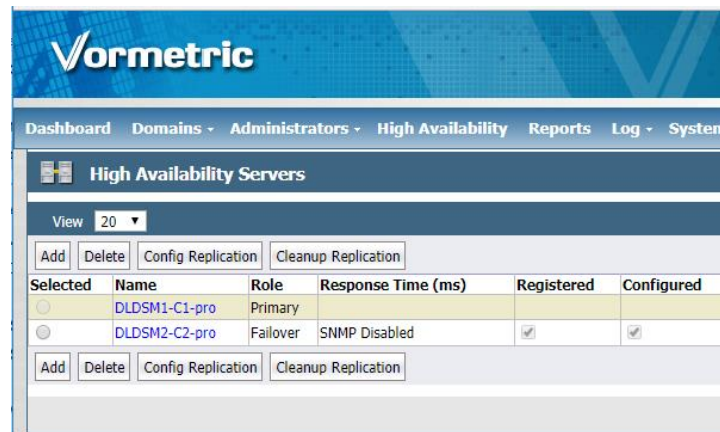 Vormetric
Dashboard Domains Administrators High Availability Reports Log System
High Availability Servers
View 20
Add Delete Config Replication Cleanup Replication
Selected Name Role Response Time (ms) Registered Configured
DLDSM1-C1-pro Primary
DLDSM2-C2-pro Failover SNMP Disabled
Add Delete Config Replication Cleanup Replication